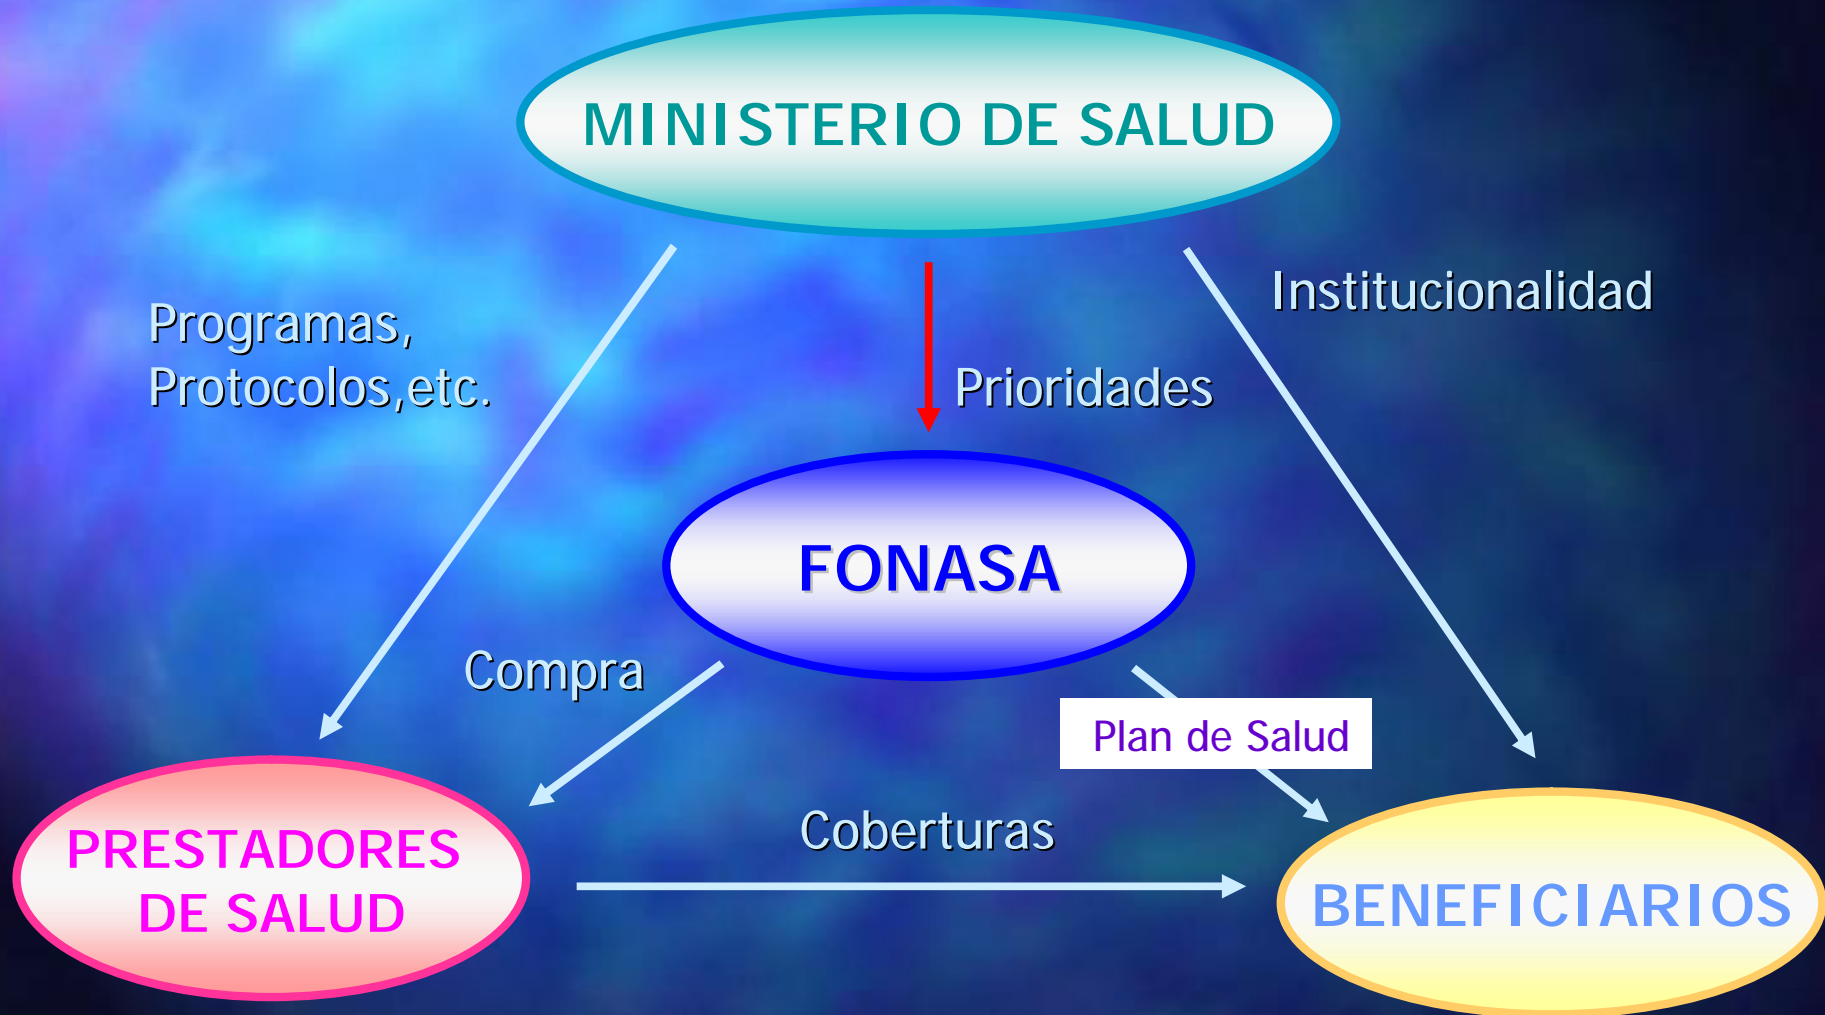 MINISTERIO DE SALUD
Institucionalidad
Programas,
Protocolos,etc.
Prioridades
FONASA
Compra
Plan de Salud
Coberturas
PRESTADORES
DE SALUD
BENEFICIARIOS